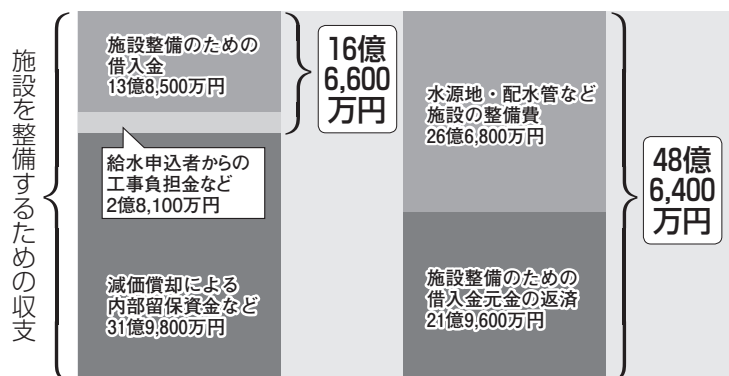 施設を整備するための収支
施設整備のための
借入金
13億8,500万円
16億
6,600
万円
給水申込者からの
工事負担金など
2億8,100万円
減価償却による
内部留保資金など
31億9,800万円
水源地・配水管など
施設の整備費
26億6,800万円
施設整備のための
借入金元金の返済
21億9,600万円
48億
6,400
万円